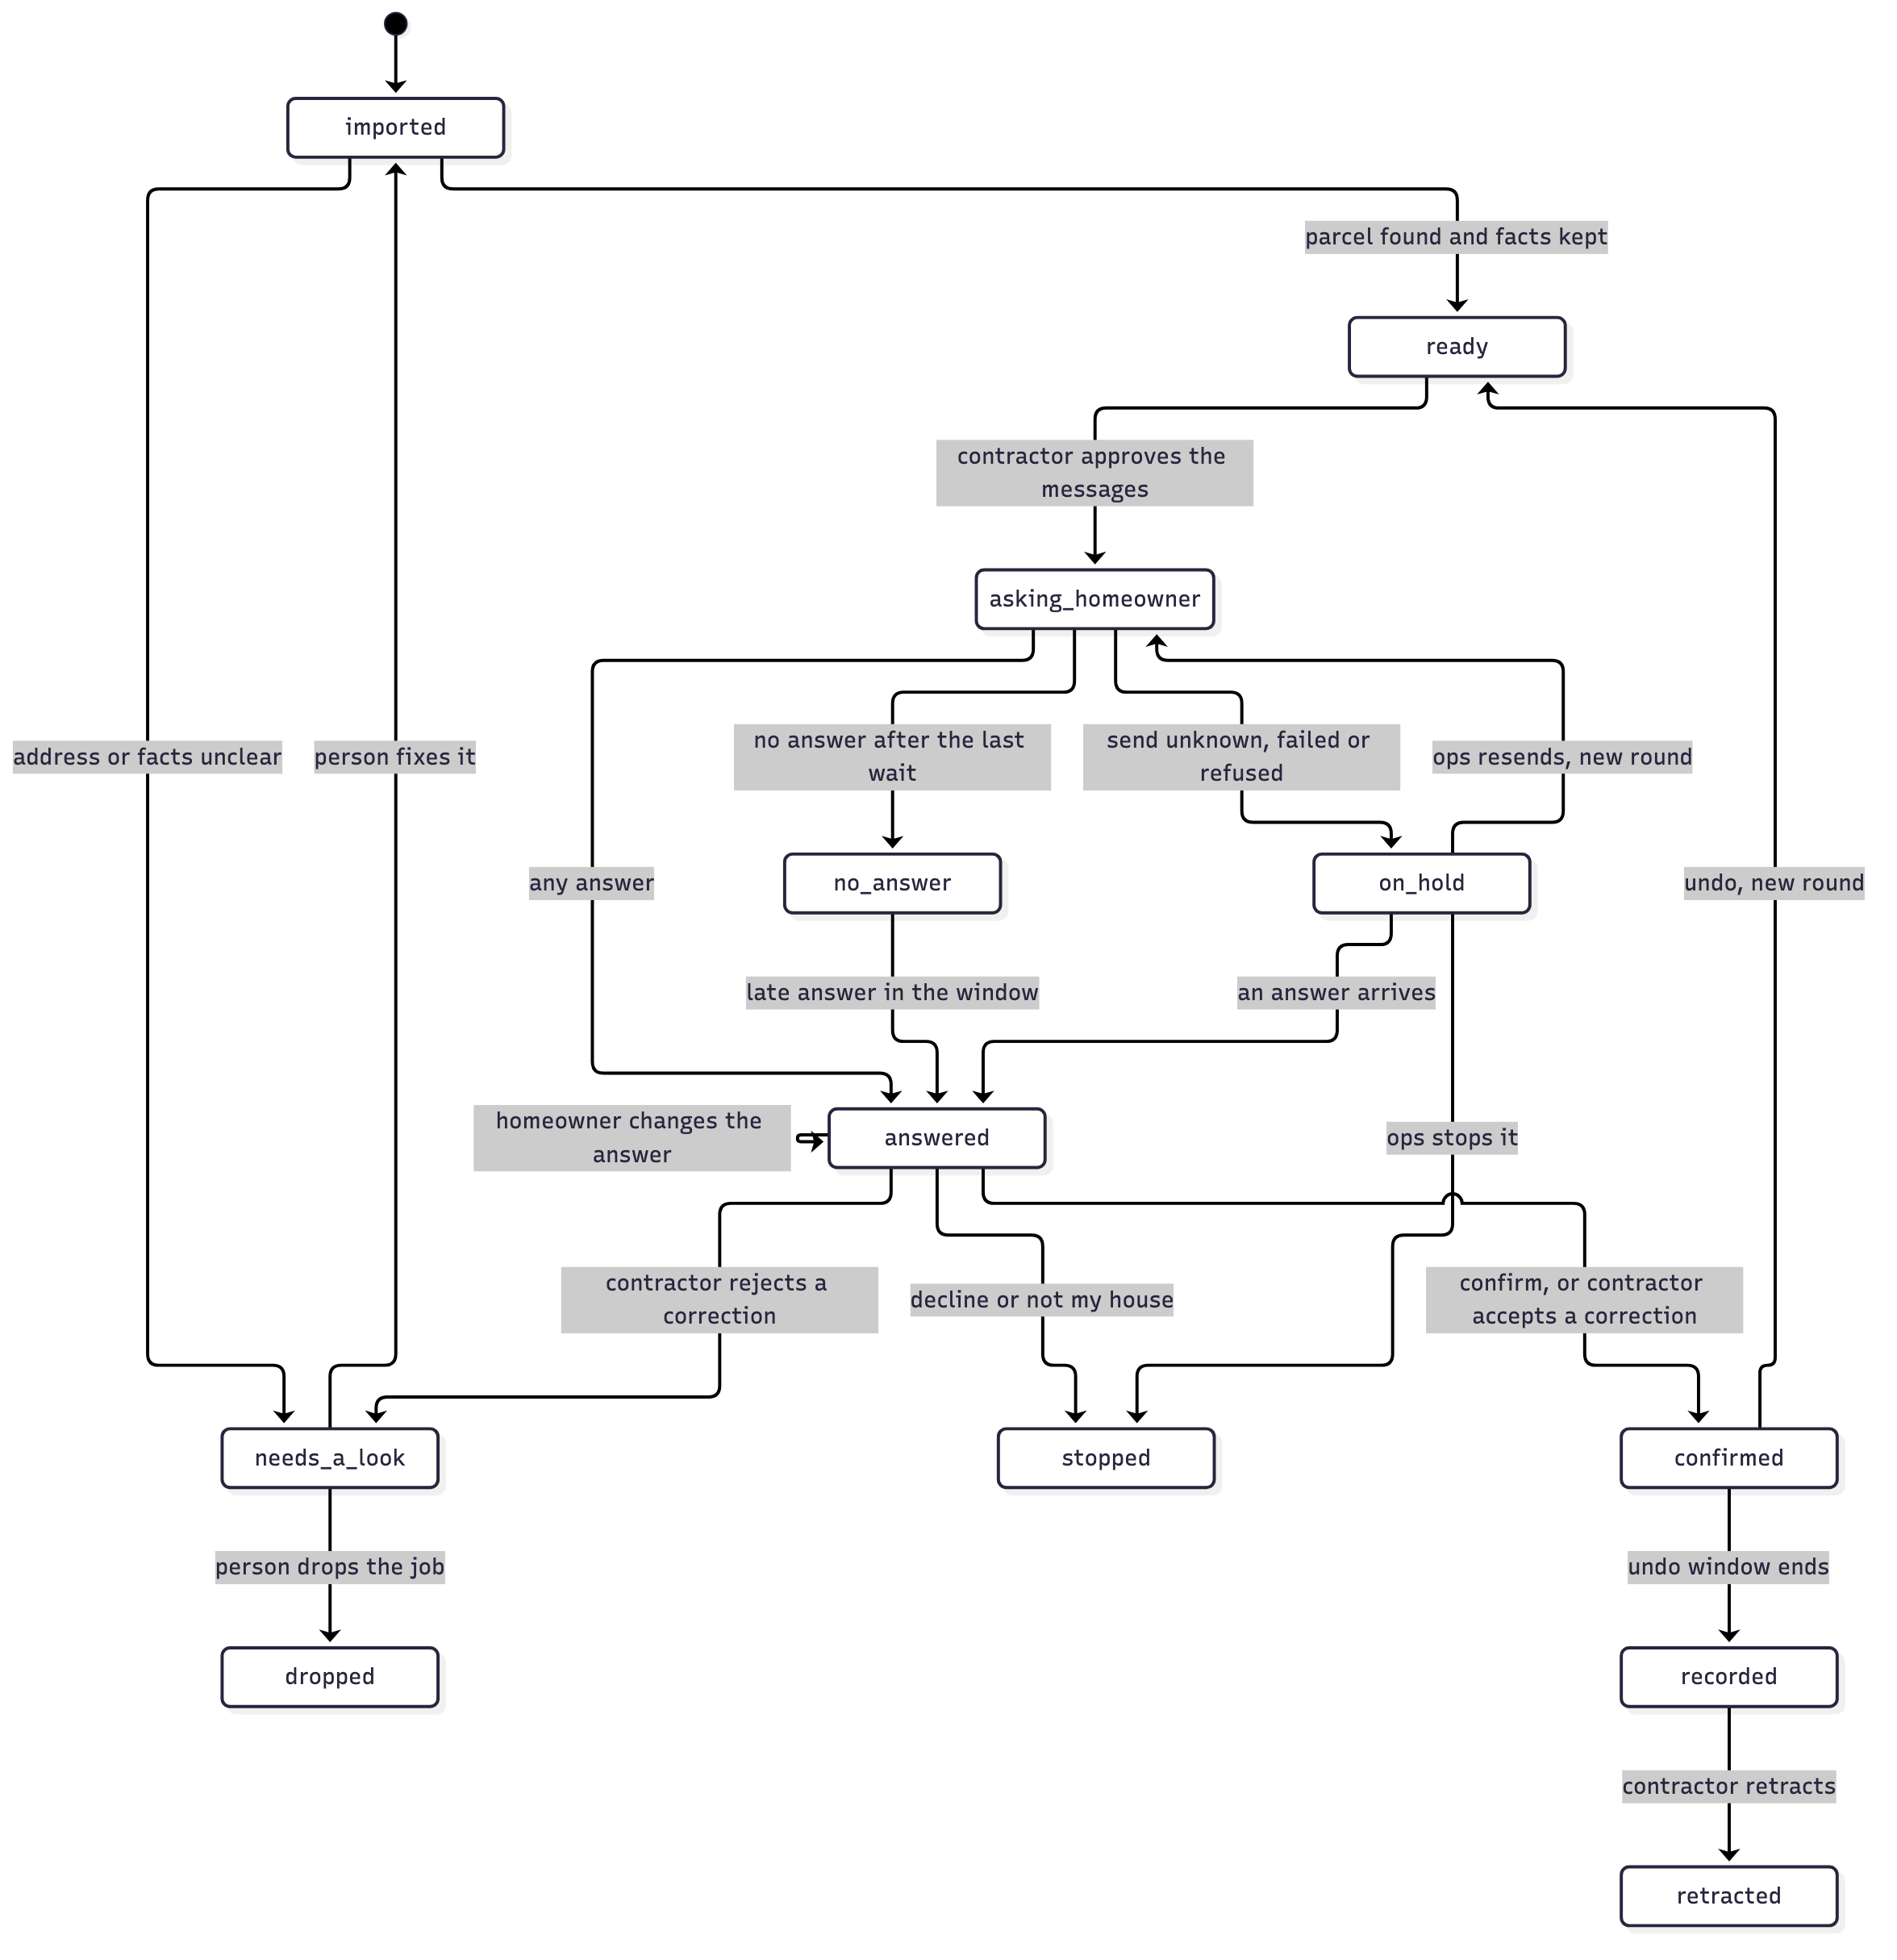 imported
parcel found and facts kept
ready
contractor approves the
messages
asking_homeowner
address or facts unclear
person fixes it
no answer after the last
wait
send unknown, failed or
refused
ops resends, new round
any answer
no_answer
on_hold
undo, new round
late answer in the window
an answer arrives
homeowner changes the
answer
answered
ops stops it
contractor rejects a
correction
decline or not my house
confirm, or contractor
accepts a correction
needs_a_look
stopped
confirmed
person drops the job
undo window ends
dropped
recorded
contractor retracts
retracted